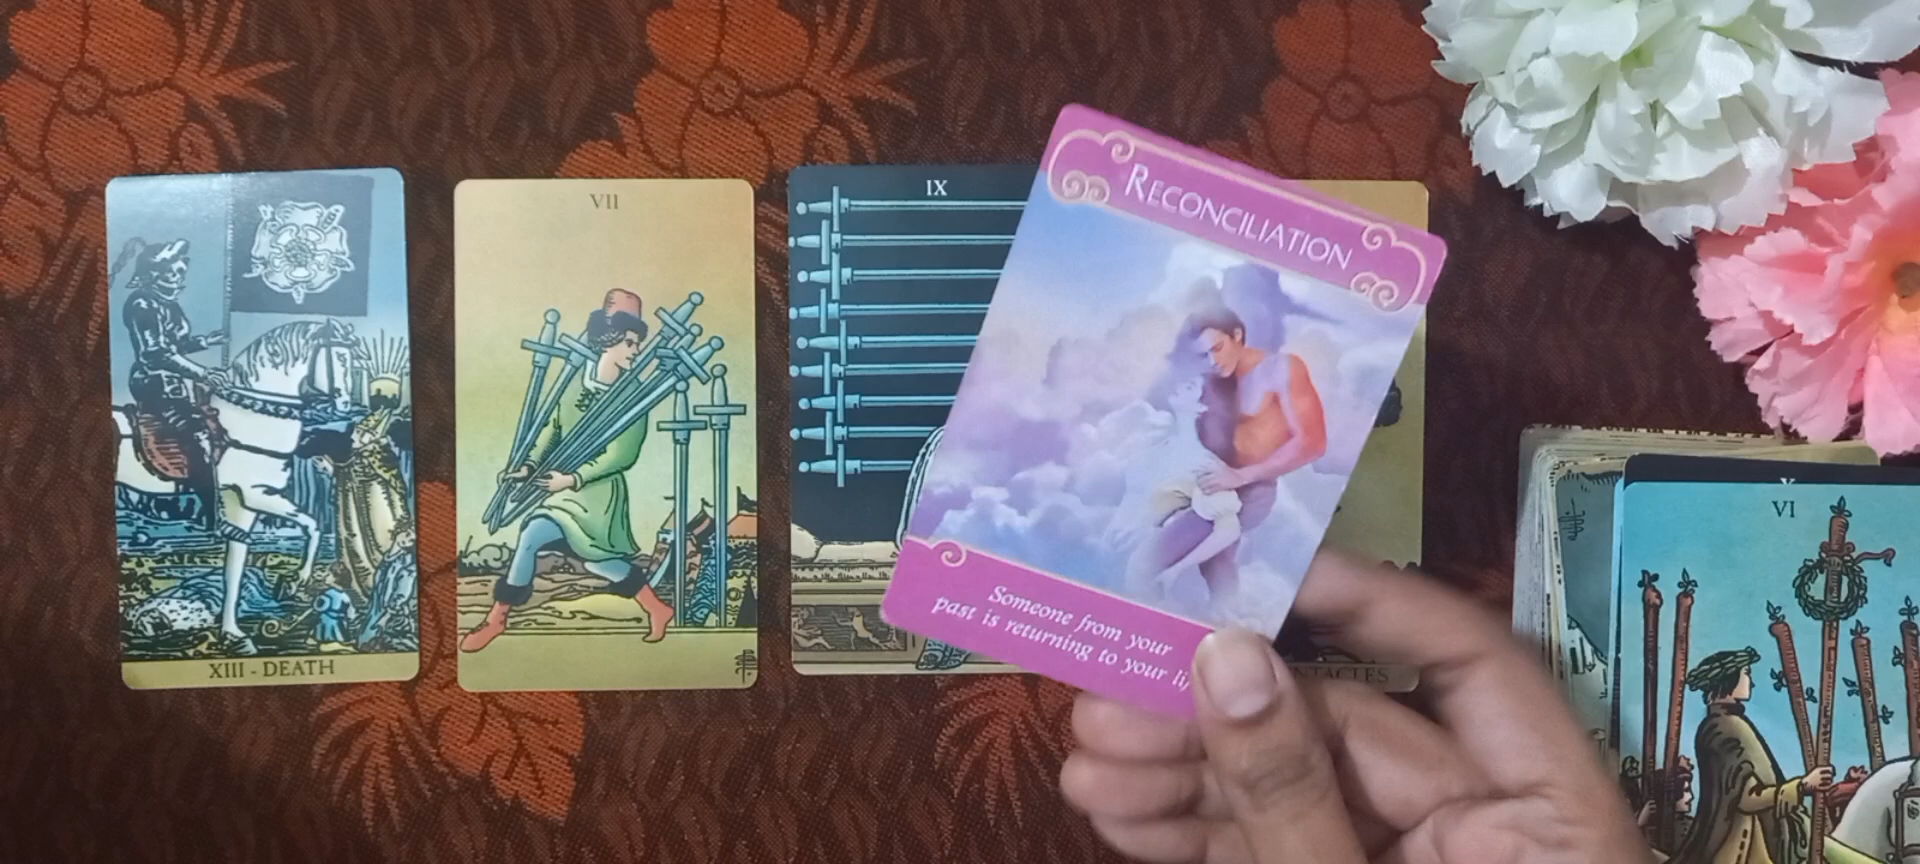 XIII - DEATH
VII
IX
RECONCILIATION
Someone from your
past is returning to your
VI